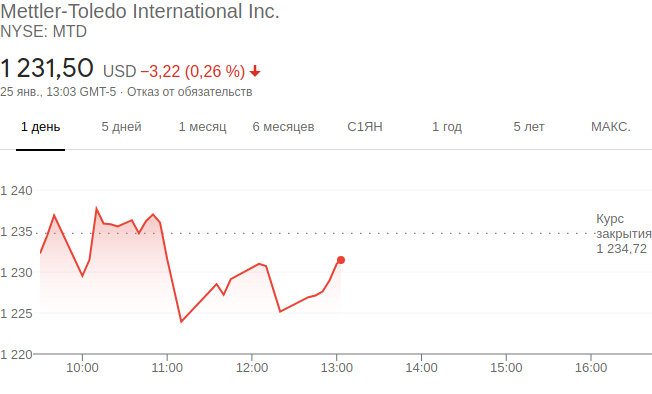 Mettler-Toledo International Inc.
NYSE: MTD
1 231,50 USD −3,22 (0,26 %)
25 янв., 13:03 GMT-5 · Отказ от обязательств
1 день 5 дней 1 месяц 6 месяцев С1ЯН 1 год 5 лет МАКС.
1 240
Курс
1 235 закрытия
1 234,72
1 230
1 225
1 220
10:00 11:00 12:00 13:00 14:00 15:00 16:00